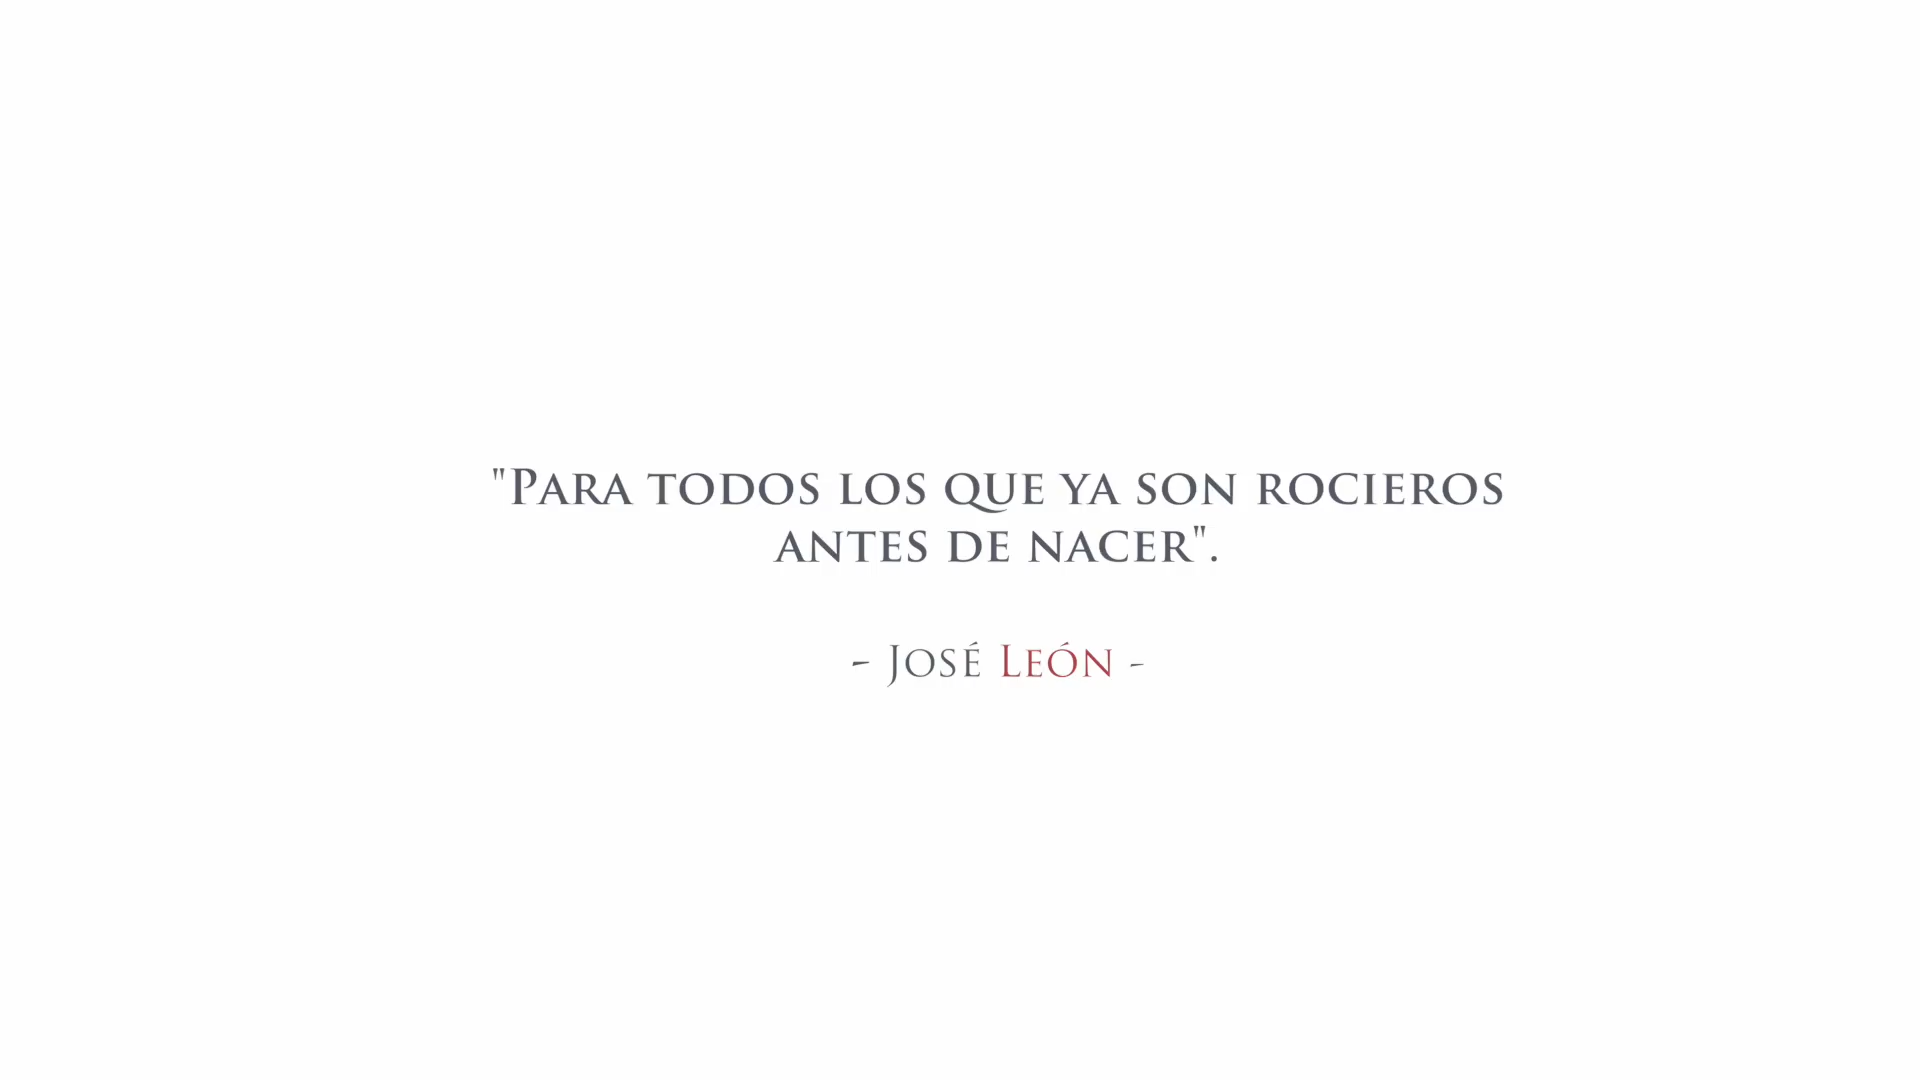 "Para todos los que ya son rocieros
antes de nacer".
- José León -